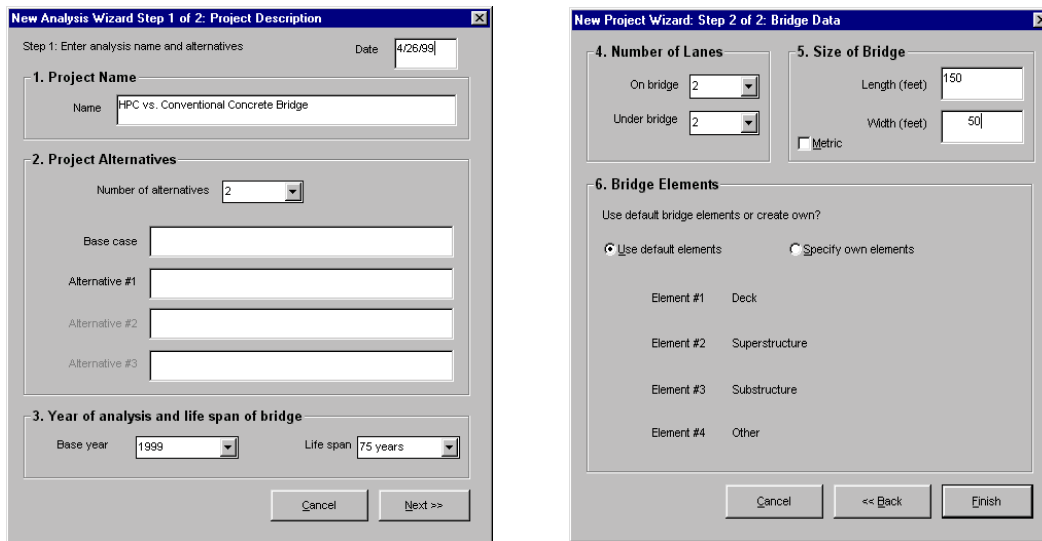 New Analysis Wizard Step 1 of 2: Project Description
Step 1: Enter analysis name and alternatives
Date 4/26/99
1. Project Name
Name HPC vs. Conventional Concrete Bridge
2. Project Alternatives
Number of alternatives 2
Base case
Alternative #1
Alternative #2
Alternative #3
3. Year of analysis and life span of bridge
Base year 1999 Life span 75 years
Cancel Next >>
New Project Wizard: Step 2 of 2: Bridge Data
4. Number of Lanes
On bridge 2
Under bridge 2
5. Size of Bridge
Length (feet) 150
Width (feet) 50
Metric
6. Bridge Elements
Use default bridge elements or create own?
Use default elements Specify own elements
Element #1 Deck
Element #2 Superstructure
Element #3 Substructure
Element #4 Other
Cancel << Back Finish